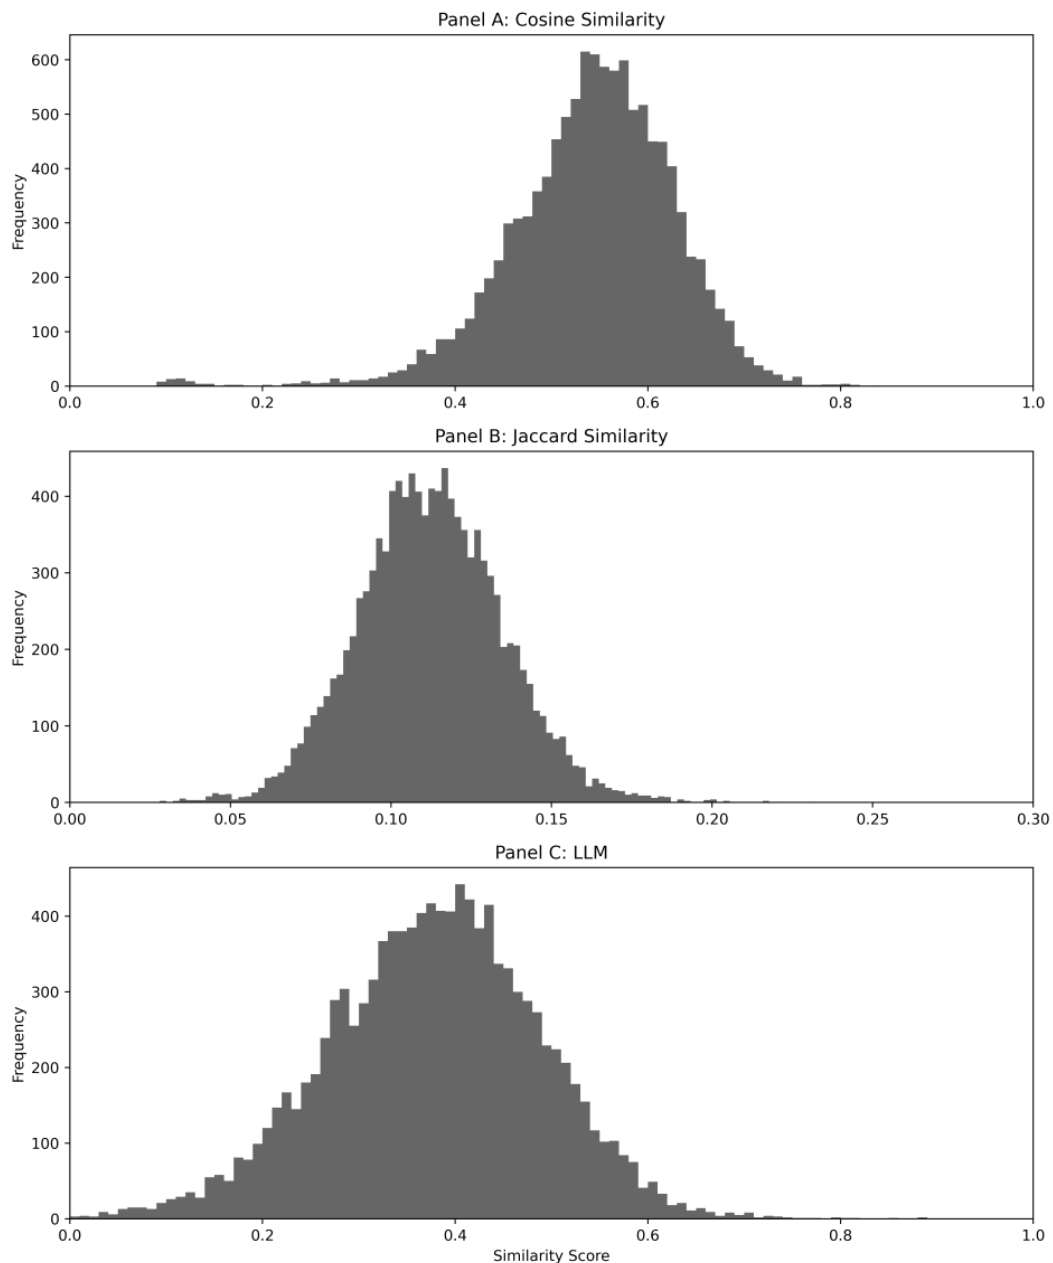 Panel A: Cosine Similarity
600
500
400
300
200
100
0
Frequency
0.0 0.2 0.4 0.6 0.8 1.0
Panel B: Jaccard Similarity
400
300
200
100
0
Frequency
0.00 0.05 0.10 0.15 0.20 0.25 0.30
Panel C: LLM
400
300
200
100
0
Frequency
0.0 0.2 0.4 0.6 0.8 1.0
Similarity Score